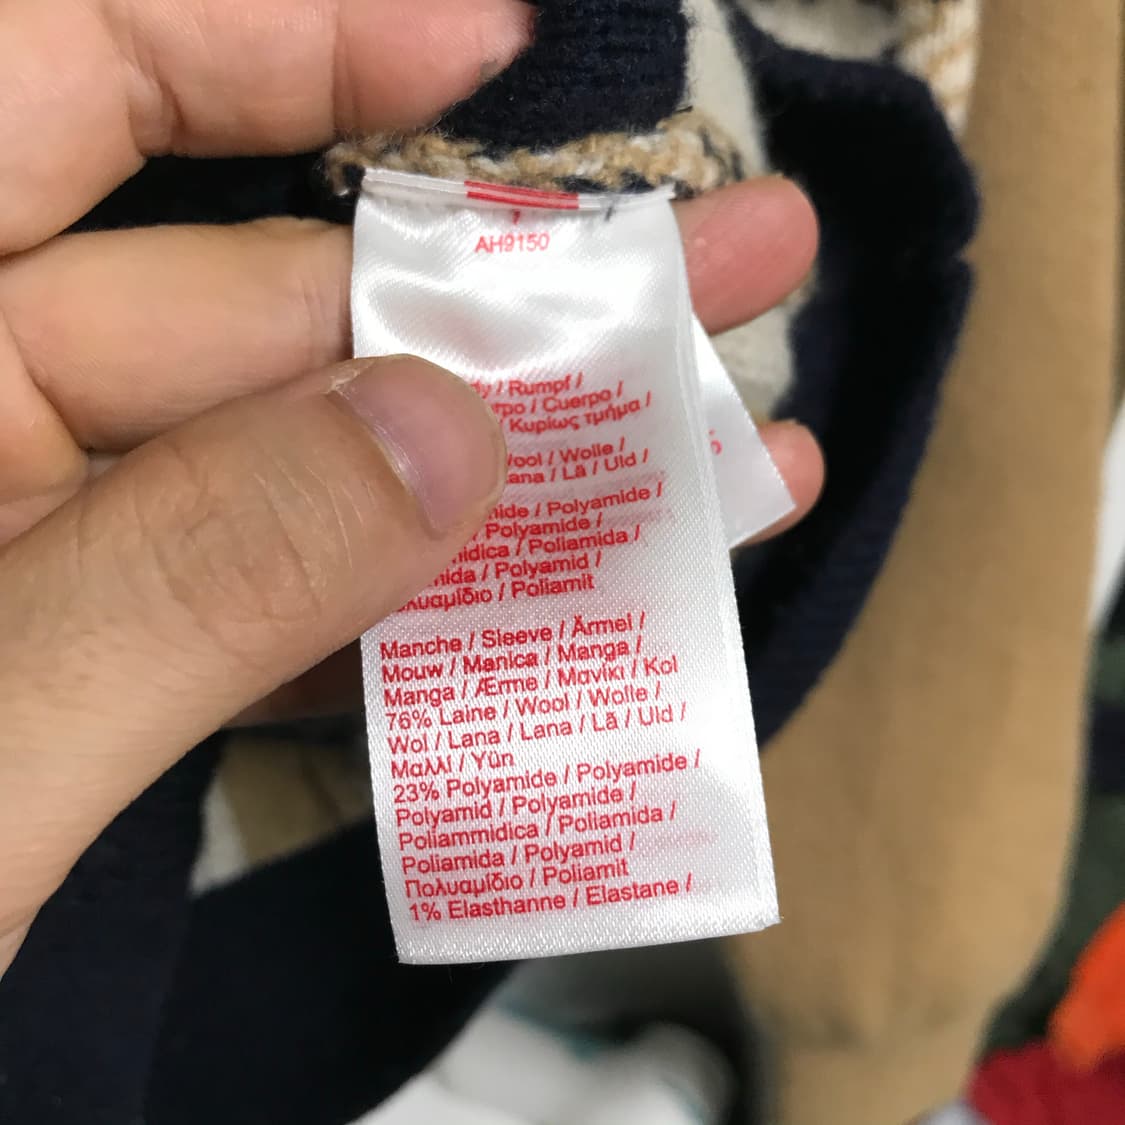 AH9150
/ Rumpf /
/ Cuerpo /
/ Κυρίως τμήμα /
/ Wolle /
/ Lã / Uld /
/ Polyamide /
Polyamide /
/ Poliamida /
/ Polyamid /
/ Poliamit
Manche / Sleeve / Ärmel /
Mouw / Manica / Manga /
Manga / Ærme / Μανίκι / Kol
76% Laine / Wool / Wolle /
Wol / Lana / Lana / Lã / Uld /
Μαλλί / Yün
23% Polyamide / Polyamide /
Polyamid / Polyamide /
Poliammidica / Poliamida /
Poliamida / Polyamid /
Πολυαμίδιο / Poliamit
1% Elasthanne / Elastane /